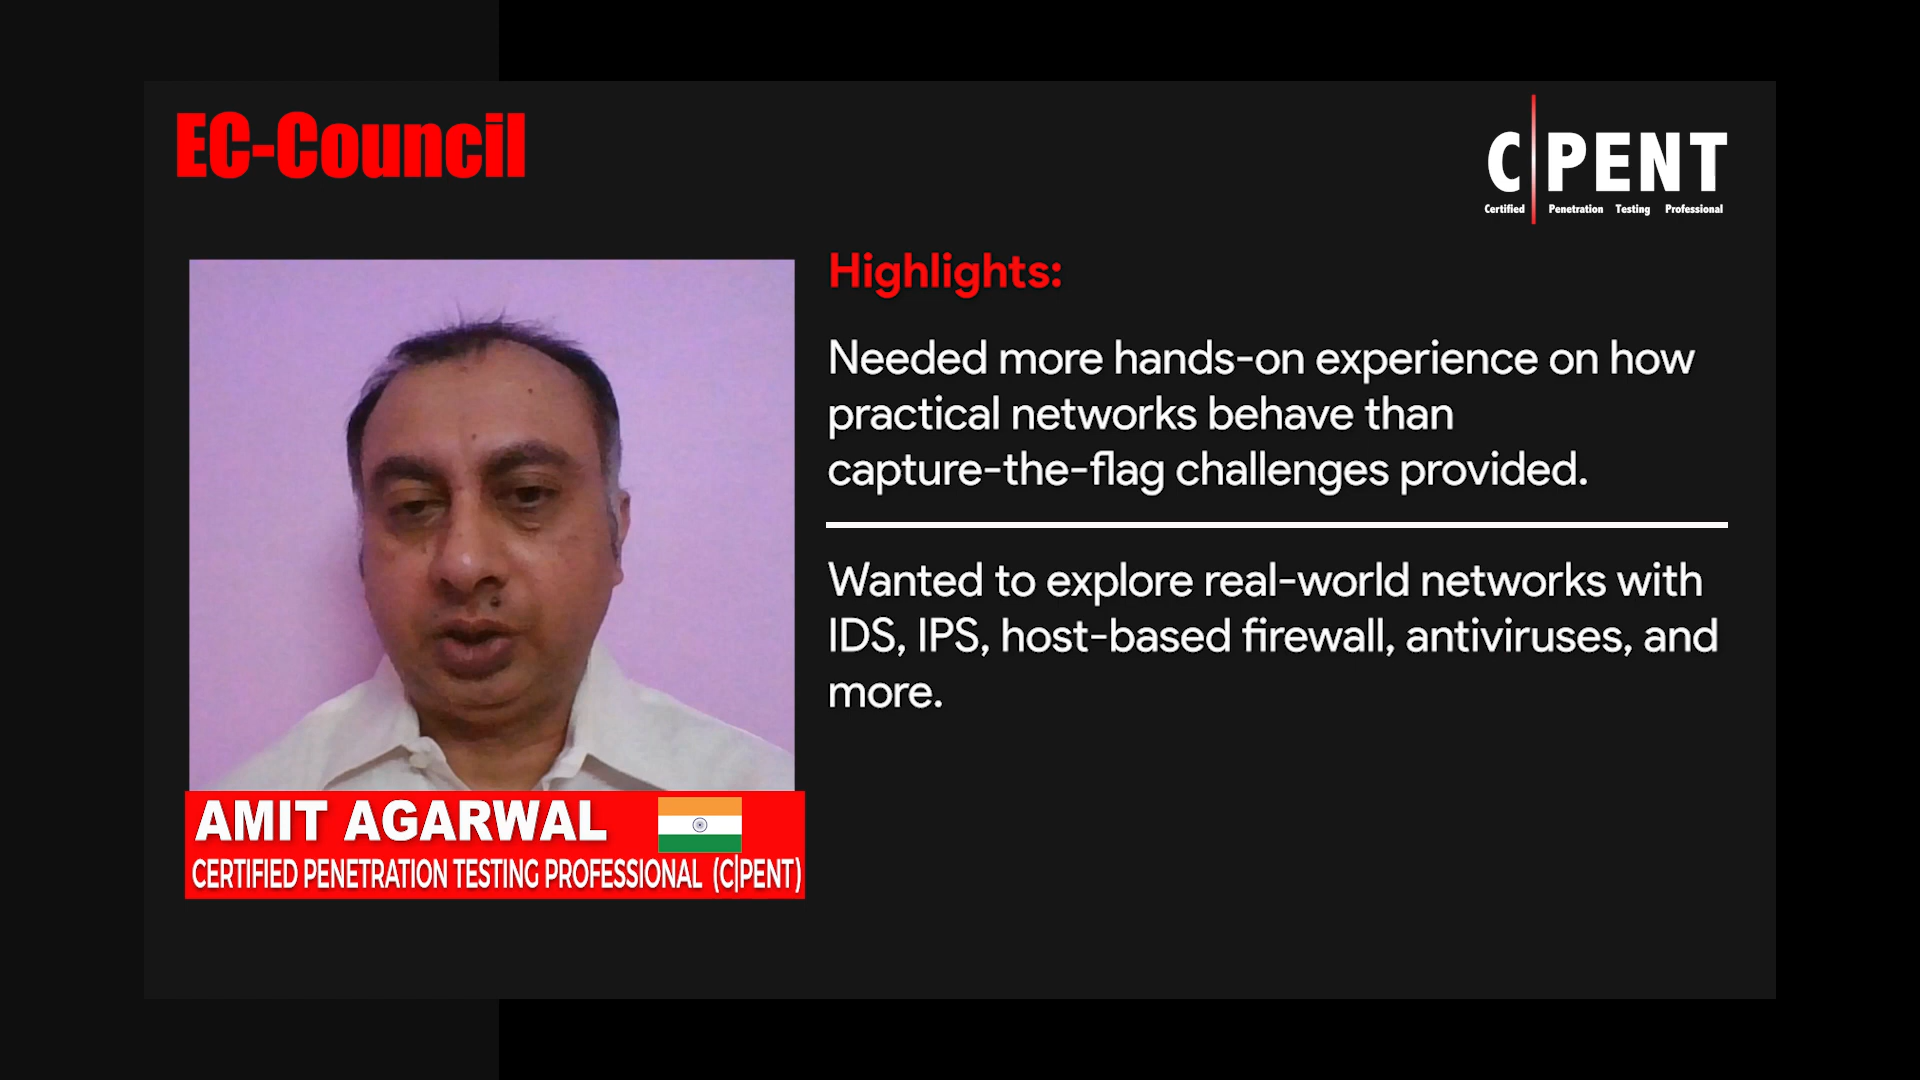 EC-Council
C|PENT
Certified Penetration Testing Professional
Highlights:
Needed more hands-on experience on how
practical networks behave than
capture-the-flag challenges provided.
Wanted to explore real-world networks with
IDS, IPS, host-based firewall, antiviruses, and
more.
AMIT AGARWAL
CERTIFIED PENETRATION TESTING PROFESSIONAL (C|PENT)